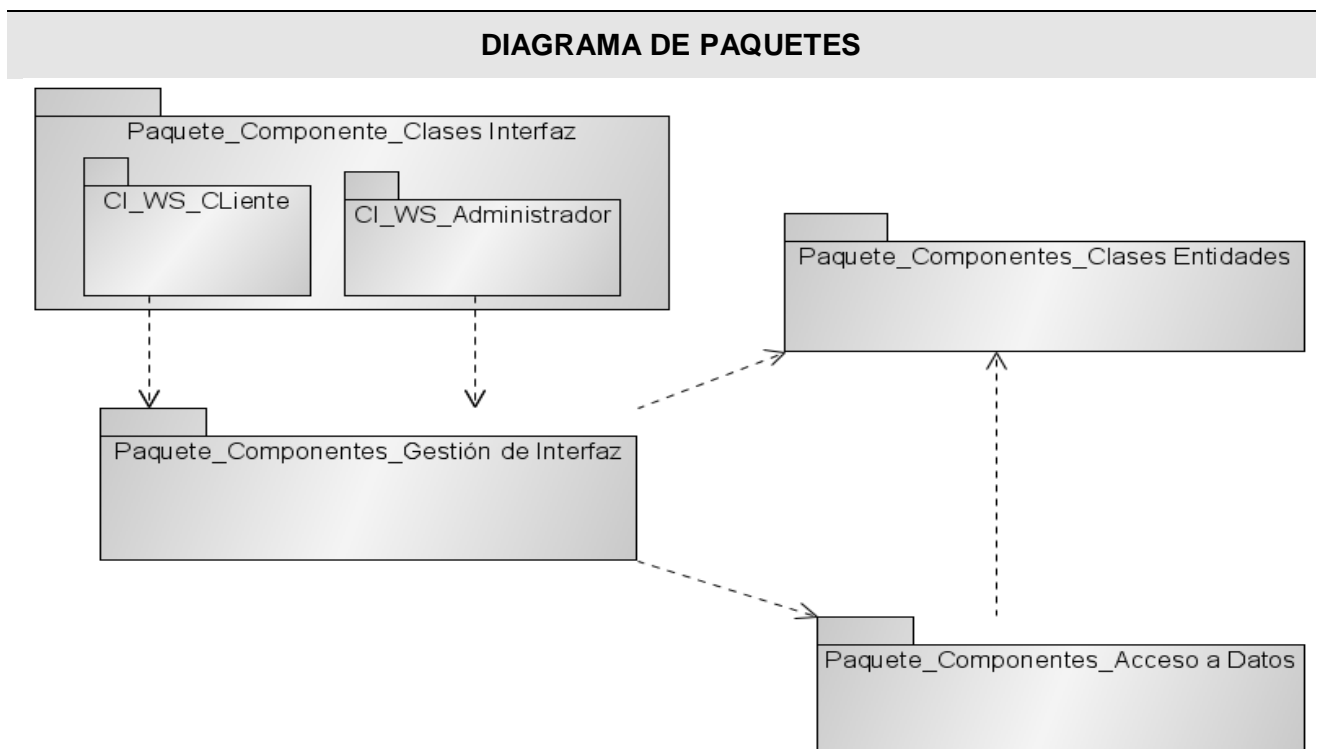 DIAGRAMA DE PAQUETES
Paquete_Componente_Clases Interfaz
CI_WS_CLiente
CI_WS_Administrador
Paquete_Componentes_Clases Entidades
Paquete_Componentes_Gestión de Interfaz
Paquete_Componentes_Acceso a Datos